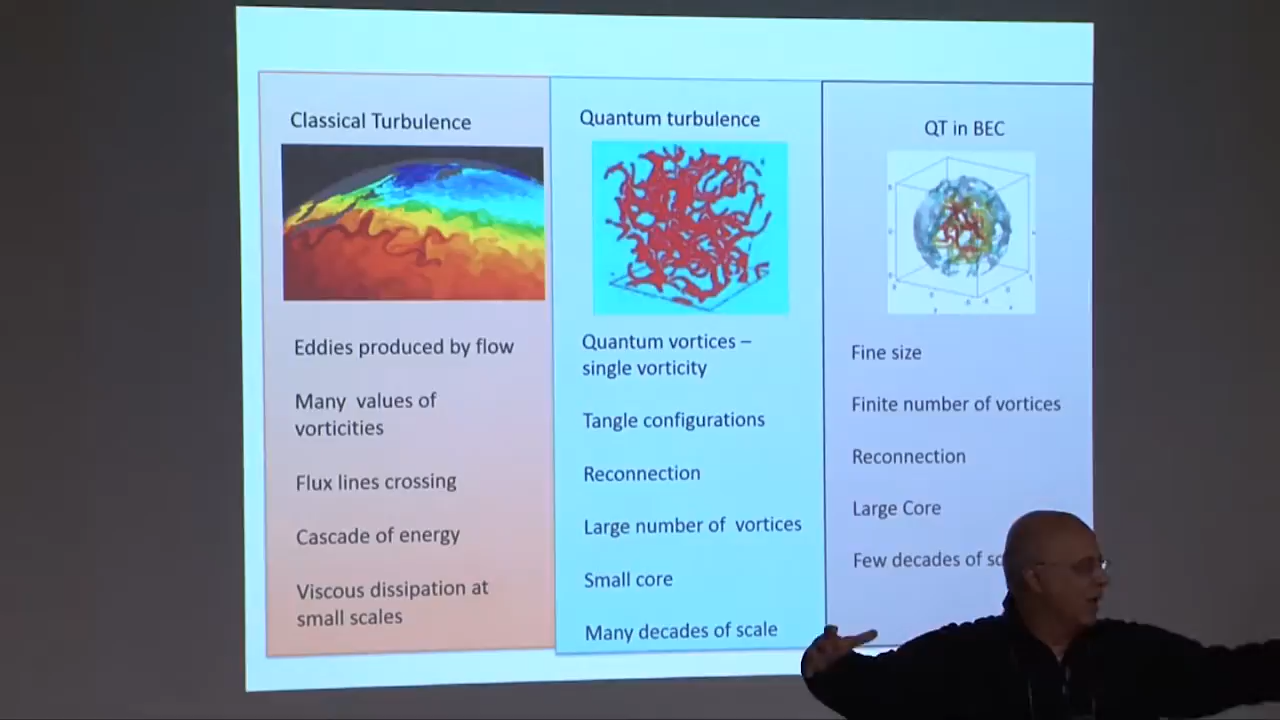 Classical Turbulence
Eddies produced by flow
Many values of
vorticities
Flux lines crossing
Cascade of energy
Viscous dissipation at
small scales
Quantum turbulence
Quantum vortices –
single vorticity
Tangle configurations
Reconnection
Large number of vortices
Small core
Many decades of scale
QT in BEC
Fine size
Finite number of vortices
Reconnection
Large Core
Few decades of